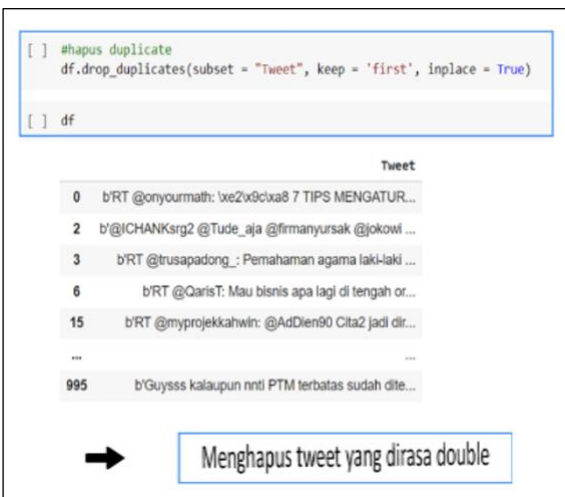 [ ] #hapus duplicate
df.drop_duplicates(subset = "Tweet", keep = 'first', inplace = True)
[ ] df
Tweet
0 b'RT @onyourmath: \xe2\x9c\xa8 7 TIPS MENGATUR...
2 b'@ICHANKsrg2 @Tude_aja @firmanyursak @jokowi ...
3 b'RT @trusapadong_: Pemahaman agama laki-laki ...
6 b'RT @QarisT: Mau bisnis apa lagi di tengah or...
15 b'RT @myprojekkahwin: @AdDien90 Cita2 jadi dir...
... ...
995 b'Guysss kalaupun nnti PTM terbatas sudah dite...
Menghapus tweet yang dirasa double